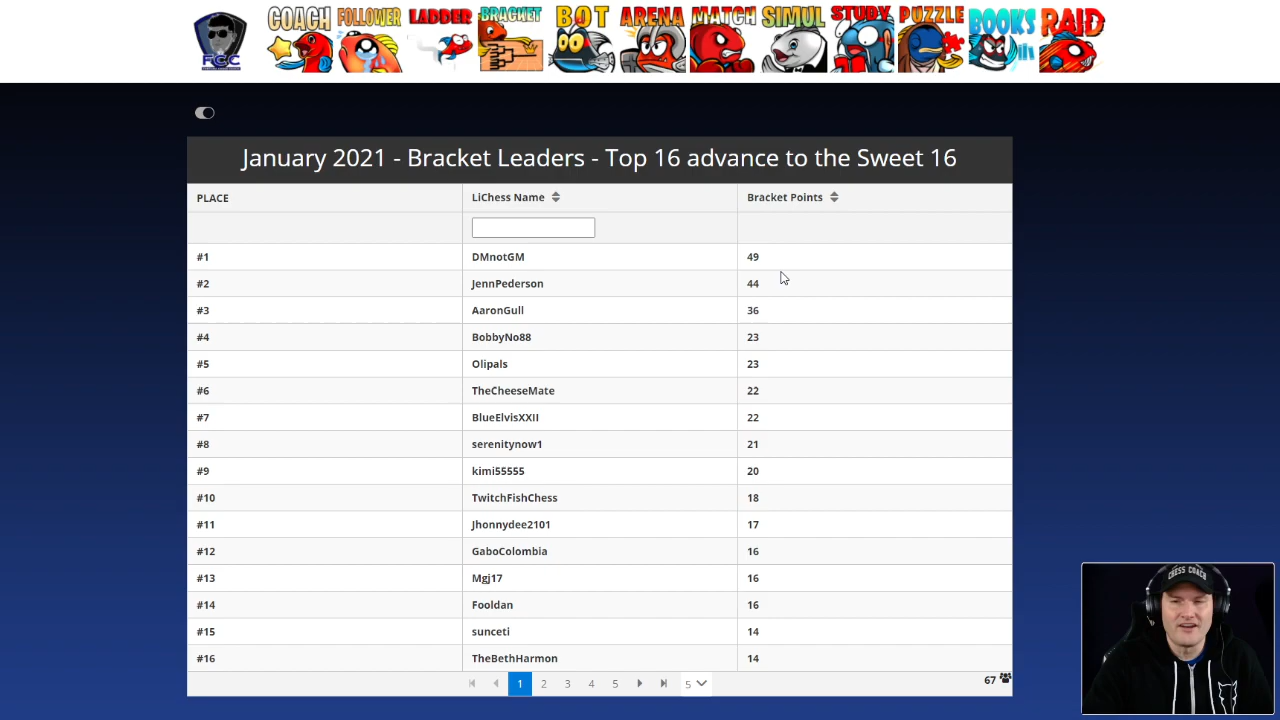 COACH FOLLOWER LADDER BRACKET BOT ARENA MATCH SIMUL STUDY PUZZLE BOOKS RAID
FCC
January 2021 - Bracket Leaders - Top 16 advance to the Sweet 16
PLACE LiChess Name Bracket Points
#1 DMnotGM 49
#2 JennPederson 44
#3 AaronGull 36
#4 BobbyNo88 23
#5 Olipals 23
#6 TheCheeseMate 22
#7 BlueElvisXXII 22
#8 serenitynow1 21
#9 kimi55555 20
#10 TwitchFishChess 18
#11 Jhonnydee2101 17
#12 GaboColombia 16
#13 Mgj17 16
#14 Fooldan 16
#15 sunceti 14
#16 TheBethHarmon 14
1 2 3 4 5 5 67
CHESS COACH